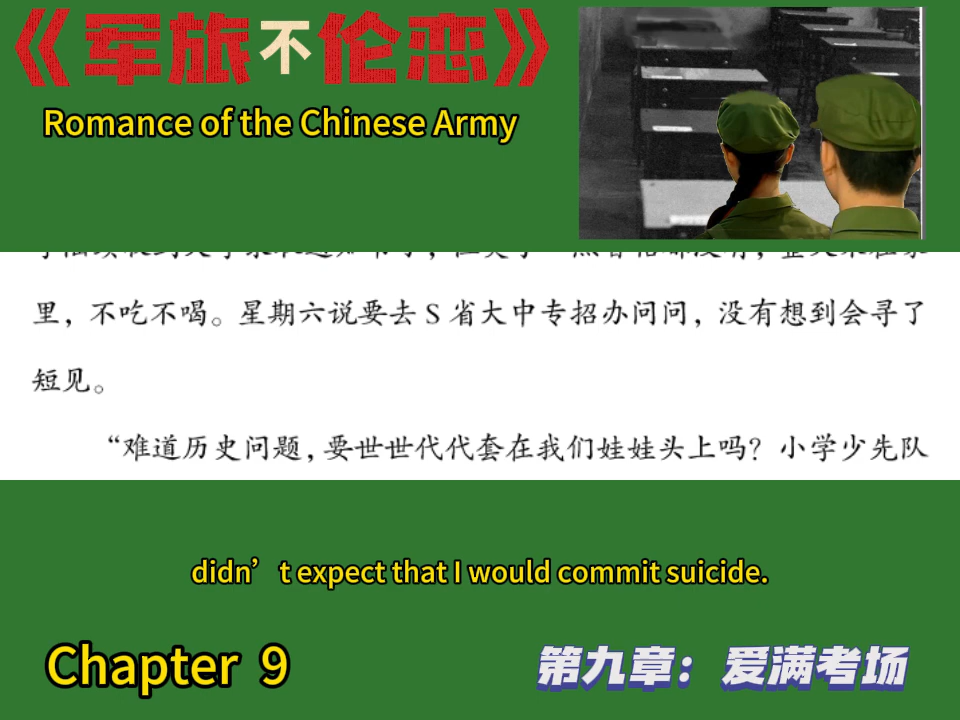 《军旅不伦恋》
Romance of the Chinese Army
里，不吃不喝。星期六说要去 S 省大中专招办问问，没有想到会寻了
短见。
“难道历史问题，要世世代代套在我们娃娃头上吗？小学少先队
didn’t expect that I would commit suicide.
Chapter 9
第九章：爱满考场